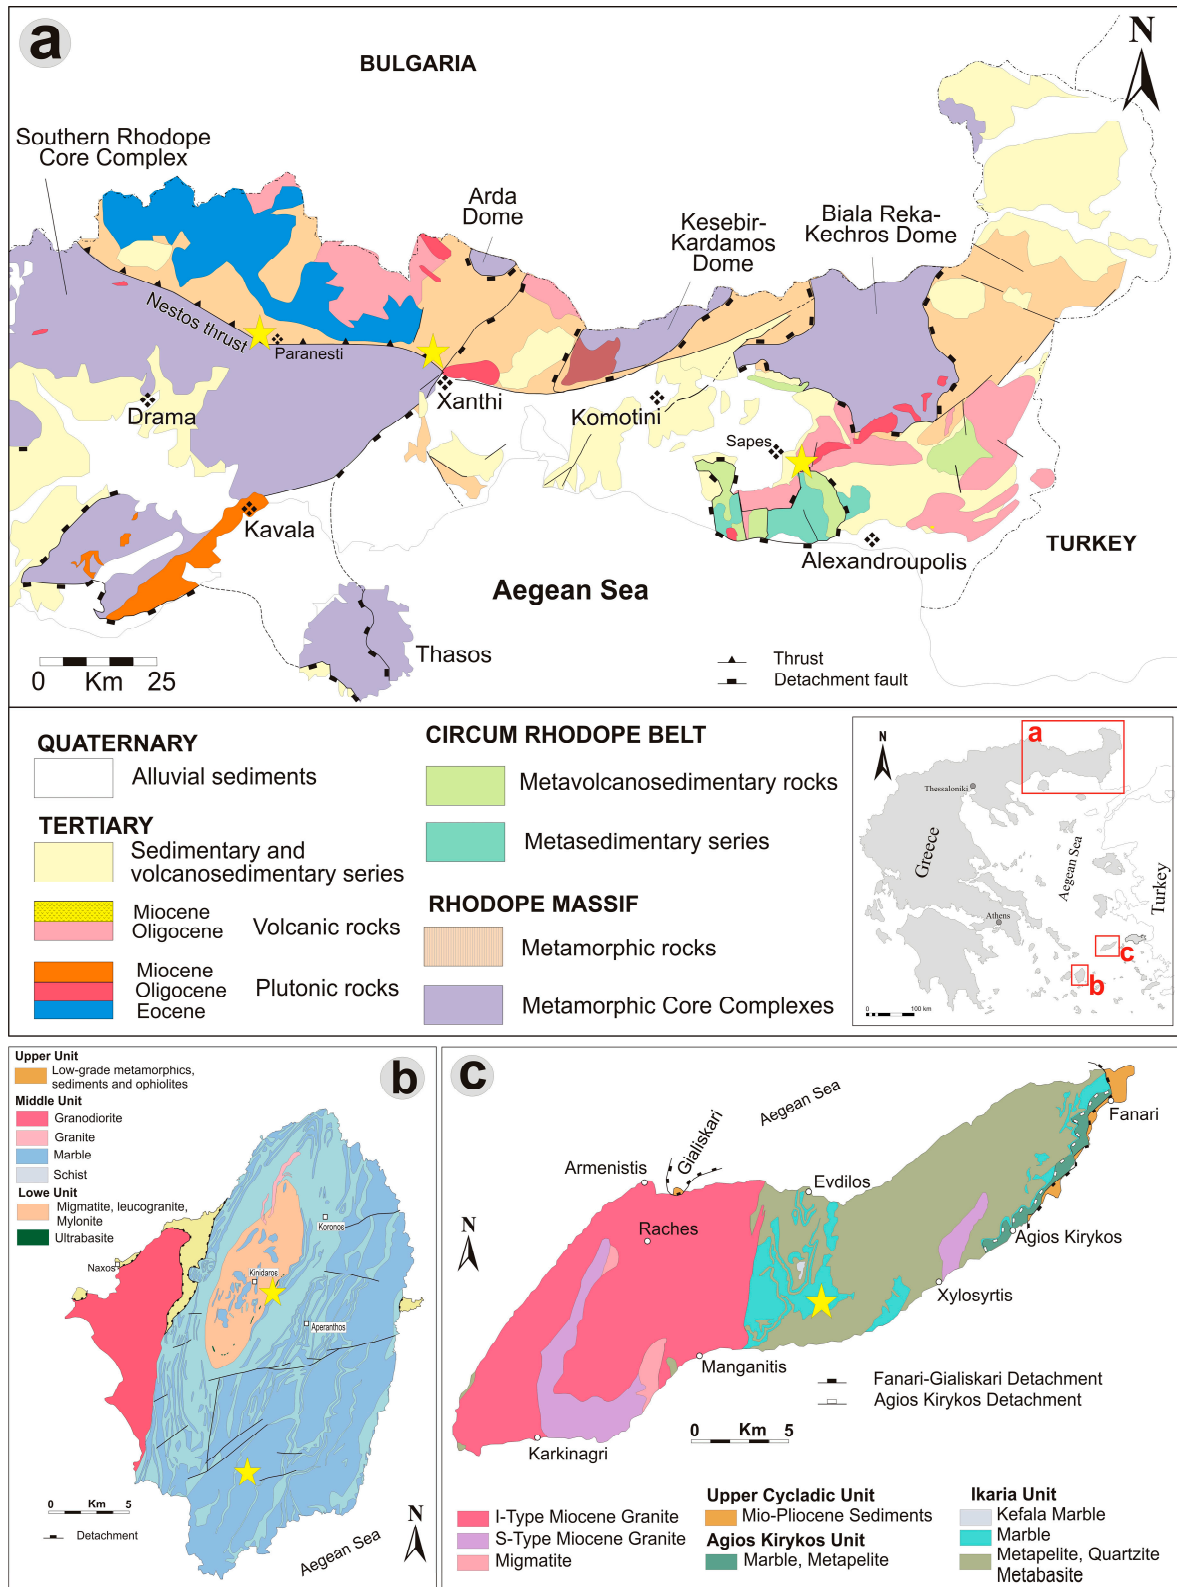 a
BULGARIA
N
Southern Rhodope
Core Complex
Arda
Dome
Kesebir-
Kardamos
Dome
Biala Reka-
Kechros Dome
Nestos thrust
Paranesti
Drama
Xanthi
Komotini
Sapes
Kavala
Alexandroupolis
TURKEY
Aegean Sea
Thasos
0 Km 25
Thrust
Detachment fault
QUATERNARY
Alluvial sediments
TERTIARY
Sedimentary and
volcanosedimentary series
Miocene
Oligocene
Volcanic rocks
Miocene
Oligocene
Eocene
Plutonic rocks
CIRCUM RHODOPE BELT
Metavolcanosedimentary rocks
Metasedimentary series
RHODOPE MASSIF
Metamorphic rocks
Metamorphic Core Complexes
N
a
Thessaloniki
Greece
Aegean Sea
Turkey
Athens
c
b
0 100 km
b
Upper Unit
Low-grade metamorphics,
sediments and ophiolites
Middle Unit
Granodiorite
Granite
Marble
Schist
Lowe Unit
Migmatite, leucogranite,
Mylonite
Ultrabasite
Koronos
Naxos
Kinidaros
Aperanthos
0 Km 5
Detachment
N
Aegean Sea
c
Aegean Sea
Fanari
Gialiskari
Armenistis
Evdilos
N
Raches
Agios Kirykos
Xylosyrtis
Manganitis
Karkinagri
Fanari-Gialiskari Detachment
Agios Kirykos Detachment
0 Km 5
I-Type Miocene Granite
S-Type Miocene Granite
Migmatite
Upper Cycladic Unit
Mio-Pliocene Sediments
Agios Kirykos Unit
Marble, Metapelite
Ikaria Unit
Kefala Marble
Marble
Metapelite, Quartzite
Metabasite